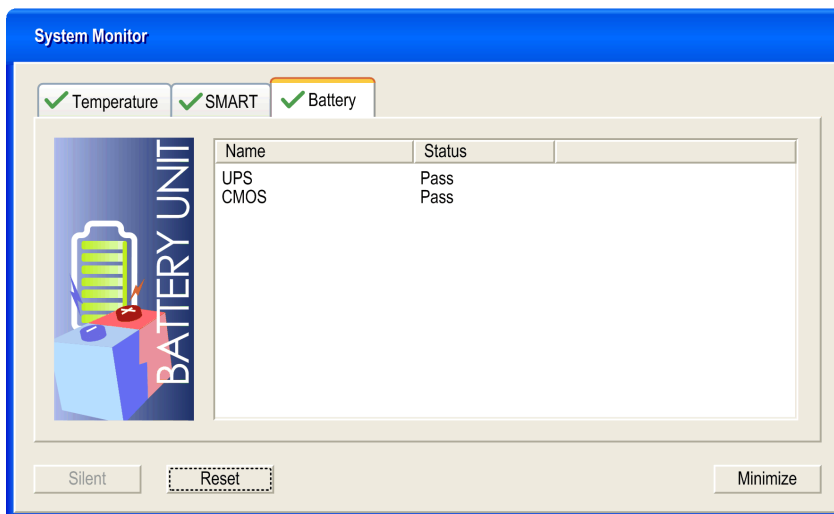 System Monitor
Temperature SMART Battery
BATTERY UNIT
Name Status
UPS Pass
CMOS Pass
Silent Reset Minimize